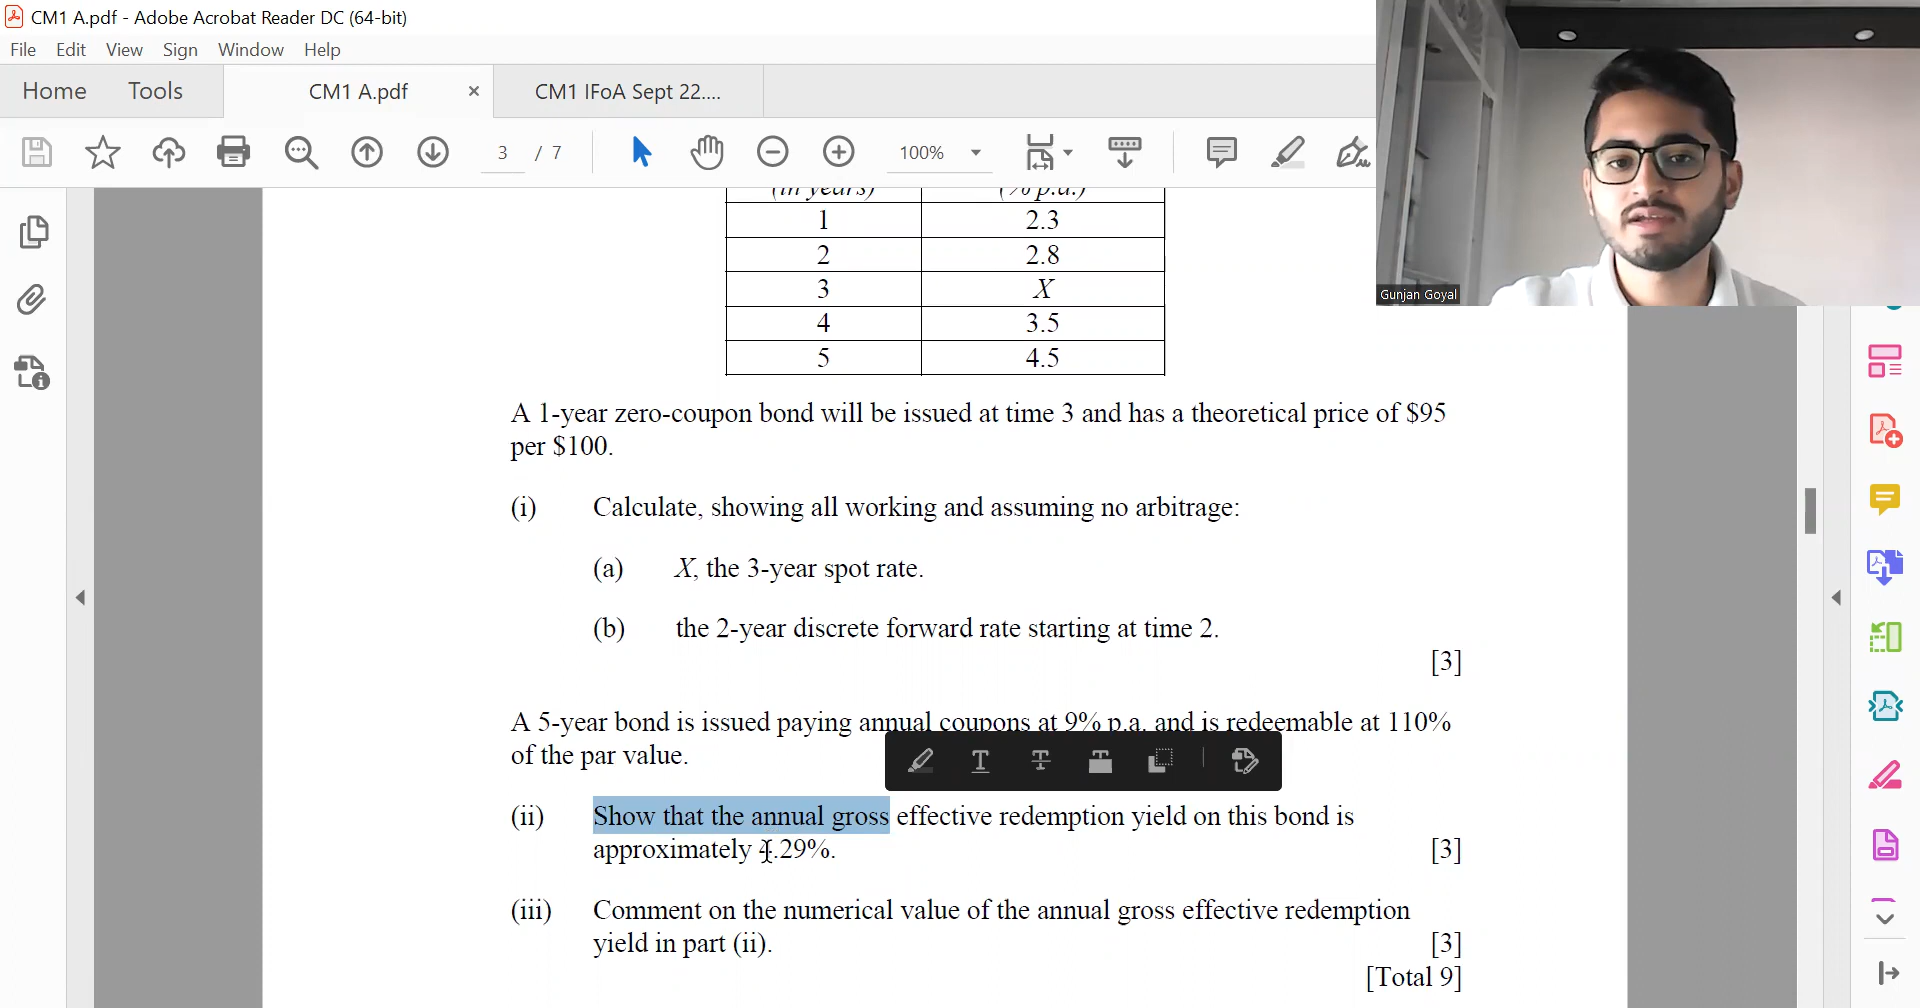 CM1 A.pdf - Adobe Acrobat Reader DC (64-bit)
File Edit View Sign Window Help
Home Tools CM1 A.pdf × CM1 IFoA Sept 22....
3 / 7 100%
(in years) (% p.a.)
1 2.3
2 2.8
3 X
4 3.5
5 4.5
Gunjan Goyal
A 1-year zero-coupon bond will be issued at time 3 and has a theoretical price of $95
per $100.
(i) Calculate, showing all working and assuming no arbitrage:
(a) X, the 3-year spot rate.
(b) the 2-year discrete forward rate starting at time 2.
[3]
A 5-year bond is issued paying annual coupons at 9% p.a. and is redeemable at 110%
of the par value.
(ii) Show that the annual gross effective redemption yield on this bond is
approximately 4.29%. [3]
(iii) Comment on the numerical value of the annual gross effective redemption
yield in part (ii). [3]
[Total 9]